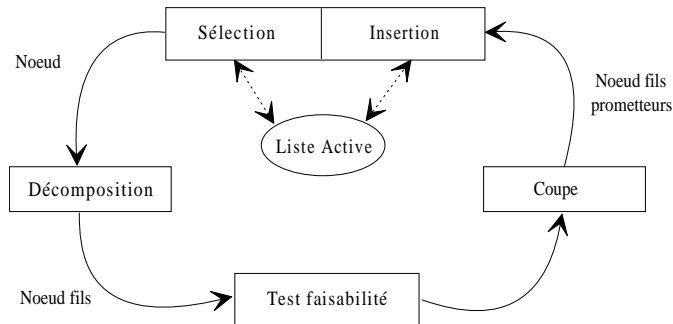 Sélection
Insertion
Noeud
Noeud fils
prometteurs
Liste Active
Décomposition
Coupe
Noeud fils
Test faisabilité